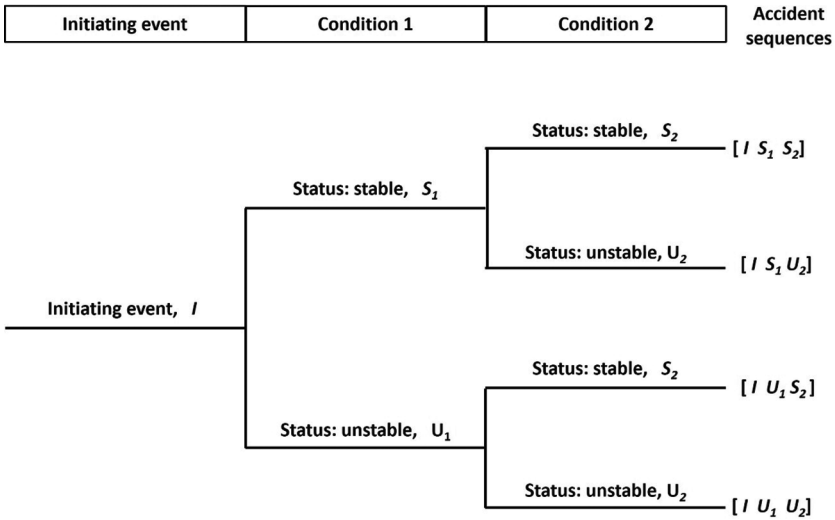 Initiating event Condition 1 Condition 2 Accident
sequences
Status: stable, S2
[ I S1 S2]
Status: stable, S1
Status: unstable, U2
[ I S1 U2]
Initiating event, I
Status: stable, S2
[ I U1 S2]
Status: unstable, U1
Status: unstable, U2
[ I U1 U2]